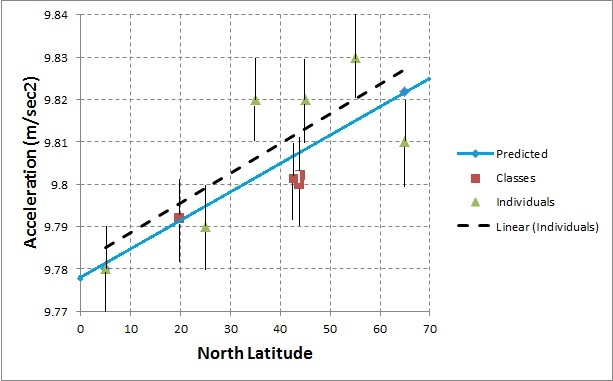 9.84
9.83
9.82
9.81
9.8
9.79
9.78
9.77
Acceleration (m/sec2)
0 10 20 30 40 50 60 70
North Latitude
Predicted
Classes
Individuals
Linear (Individuals)